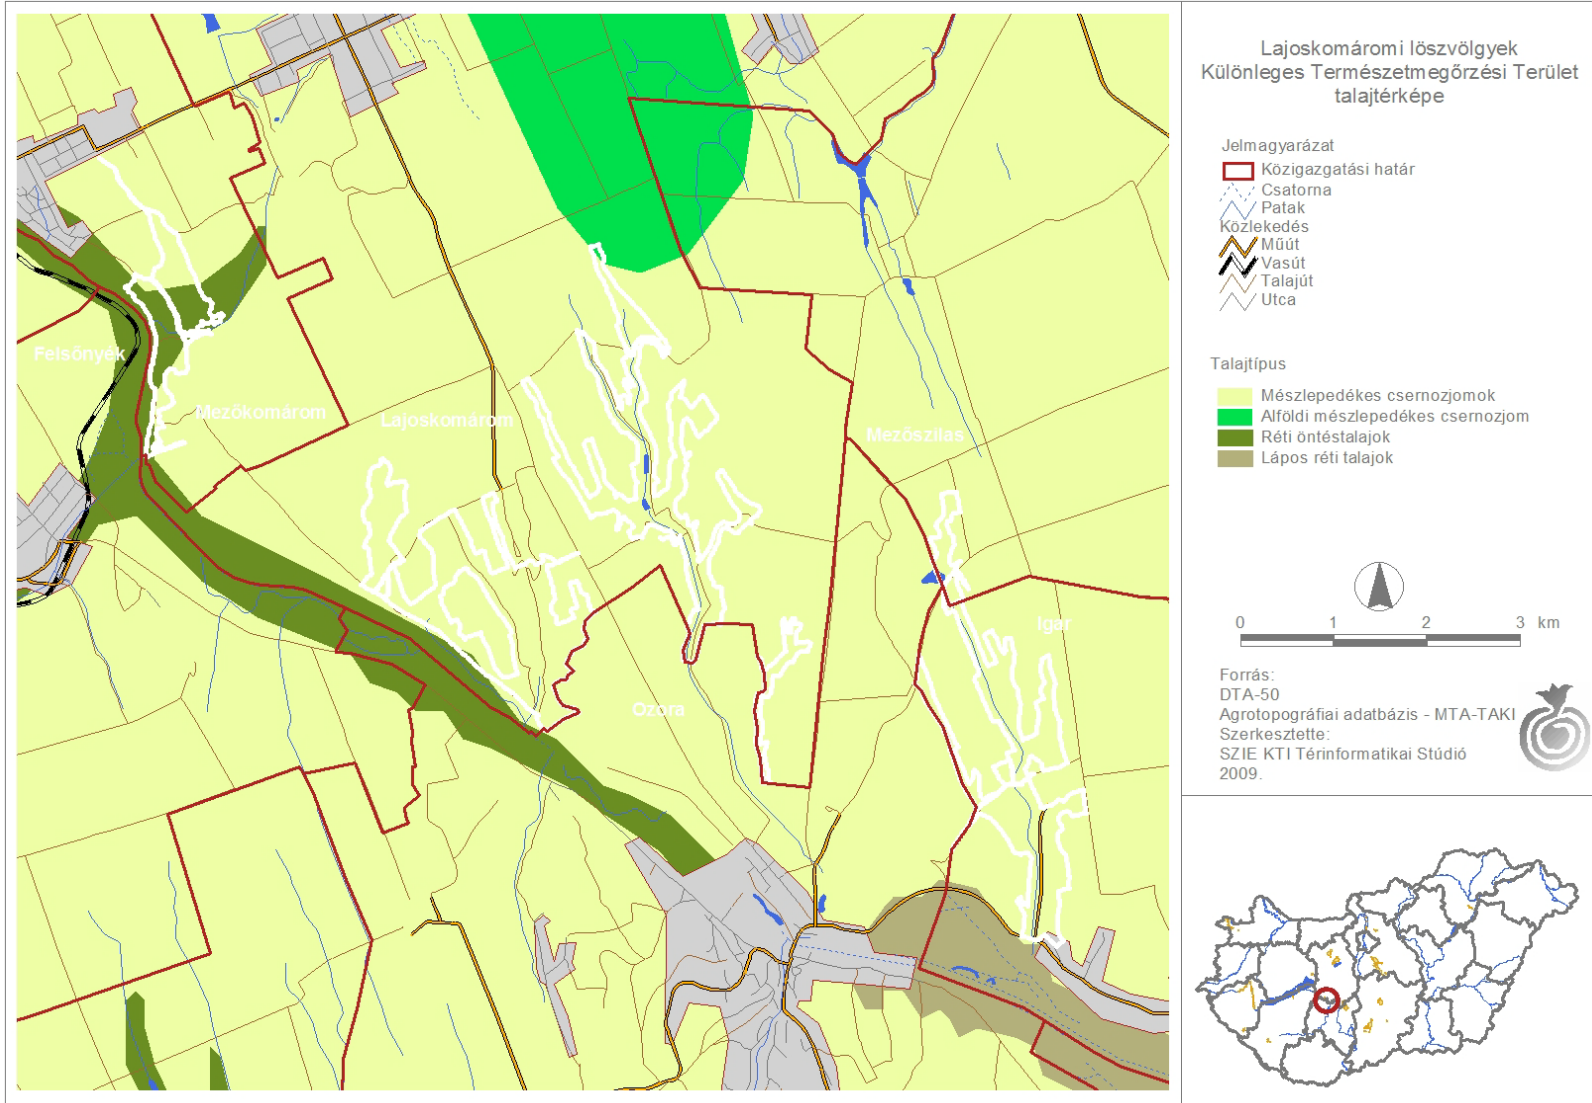 Lajoskomáromi löszvölgyek
Különleges Természetmegőrzési Terület
talajtérképe
Jelmagyarázat
Közigazgatási határ
Csatorna
Patak
Közlekedés
Műút
Vasút
Talajút
Utca
Talajtípus
Mészlepedékes csernozjomok
Alföldi mészlepedékes csernozjom
Réti öntéstalajok
Lápos réti talajok
Felsőnyék
Mezőkomárom
Lajoskomárom
Mezőszilas
Igar
Ozora
0 1 2 3 km
Forrás:
DTA-50
Agrotopográfiai adatbázis - MTA-TAKI
Szerkesztette:
SZIE KTI Térinformatikai Stúdió
2009.